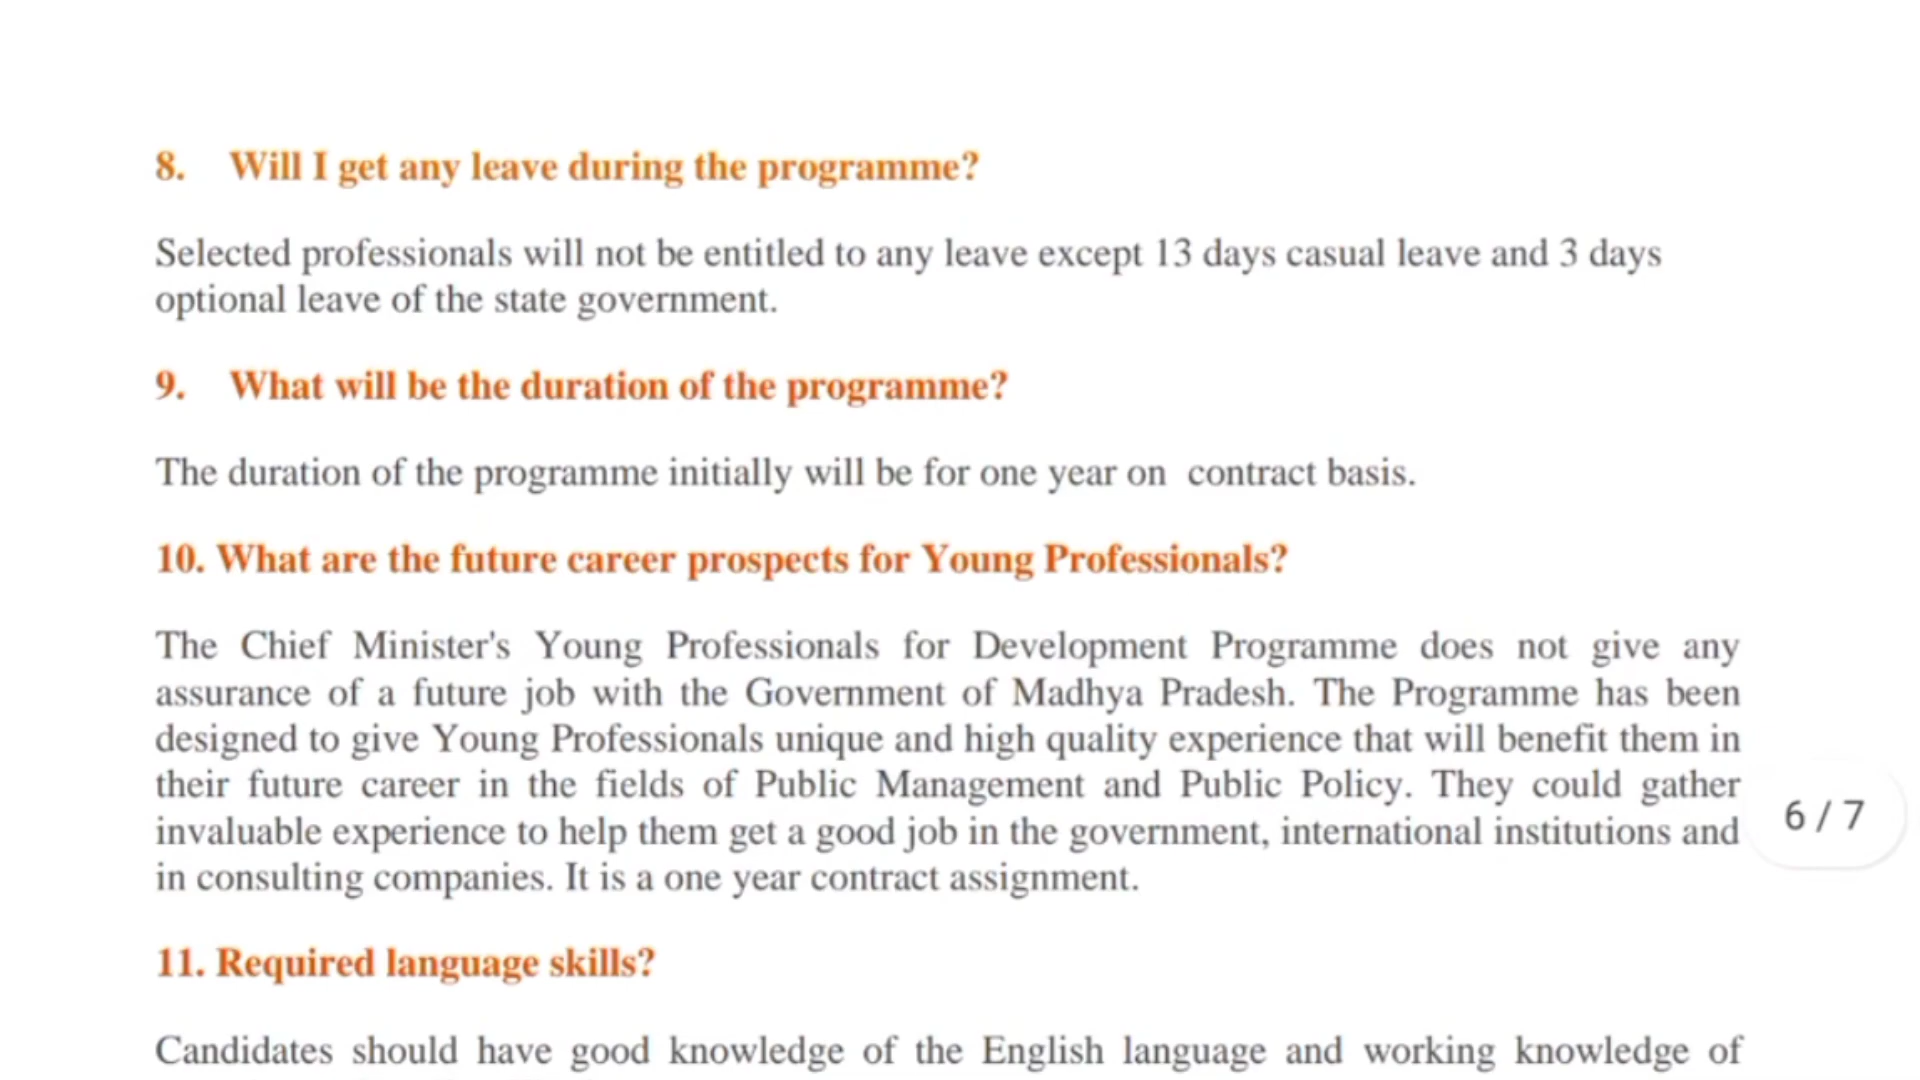 8. Will I get any leave during the programme?
Selected professionals will not be entitled to any leave except 13 days casual leave and 3 days
optional leave of the state government.
9. What will be the duration of the programme?
The duration of the programme initially will be for one year on contract basis.
10. What are the future career prospects for Young Professionals?
The Chief Minister's Young Professionals for Development Programme does not give any
assurance of a future job with the Government of Madhya Pradesh. The Programme has been
designed to give Young Professionals unique and high quality experience that will benefit them in
their future career in the fields of Public Management and Public Policy. They could gather
invaluable experience to help them get a good job in the government, international institutions and
in consulting companies. It is a one year contract assignment.
6 / 7
11. Required language skills?
Candidates should have good knowledge of the English language and working knowledge of